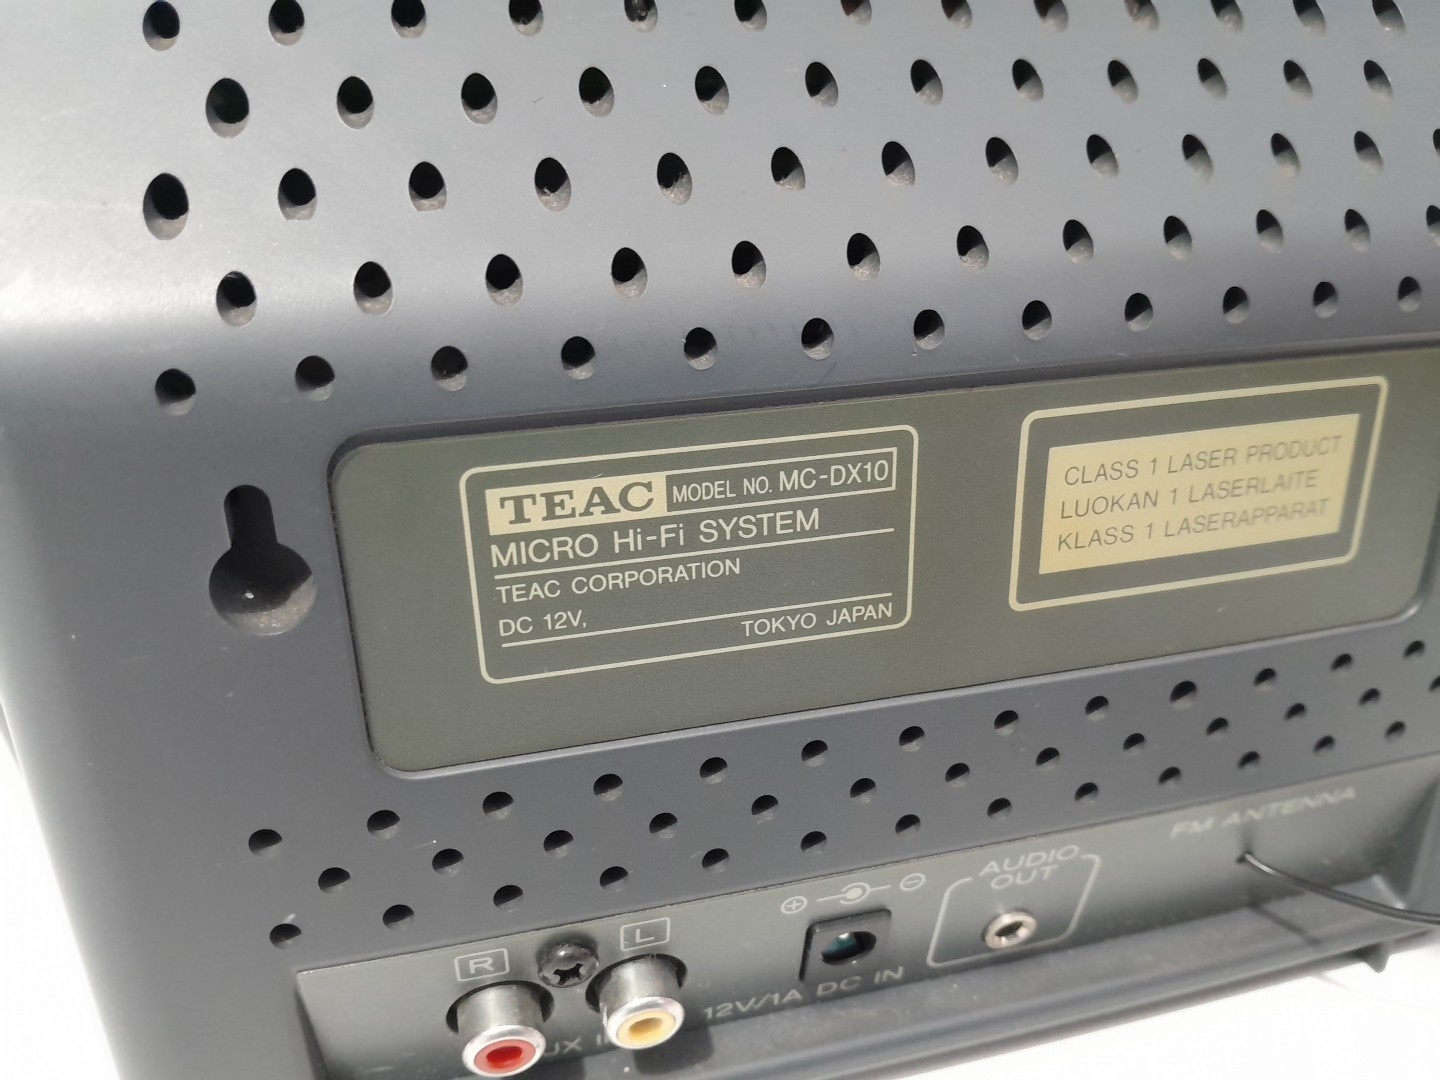 TEAC MODEL NO. MC-DX10
MICRO Hi-Fi SYSTEM
TEAC CORPORATION
DC 12V,
TOKYO JAPAN
CLASS 1 LASER PRODUCT
LUOKAN 1 LASERLAITE
KLASS 1 LASERAPPARAT
FM ANTENNA
AUDIO
OUT
R
L
12V/1A DC IN